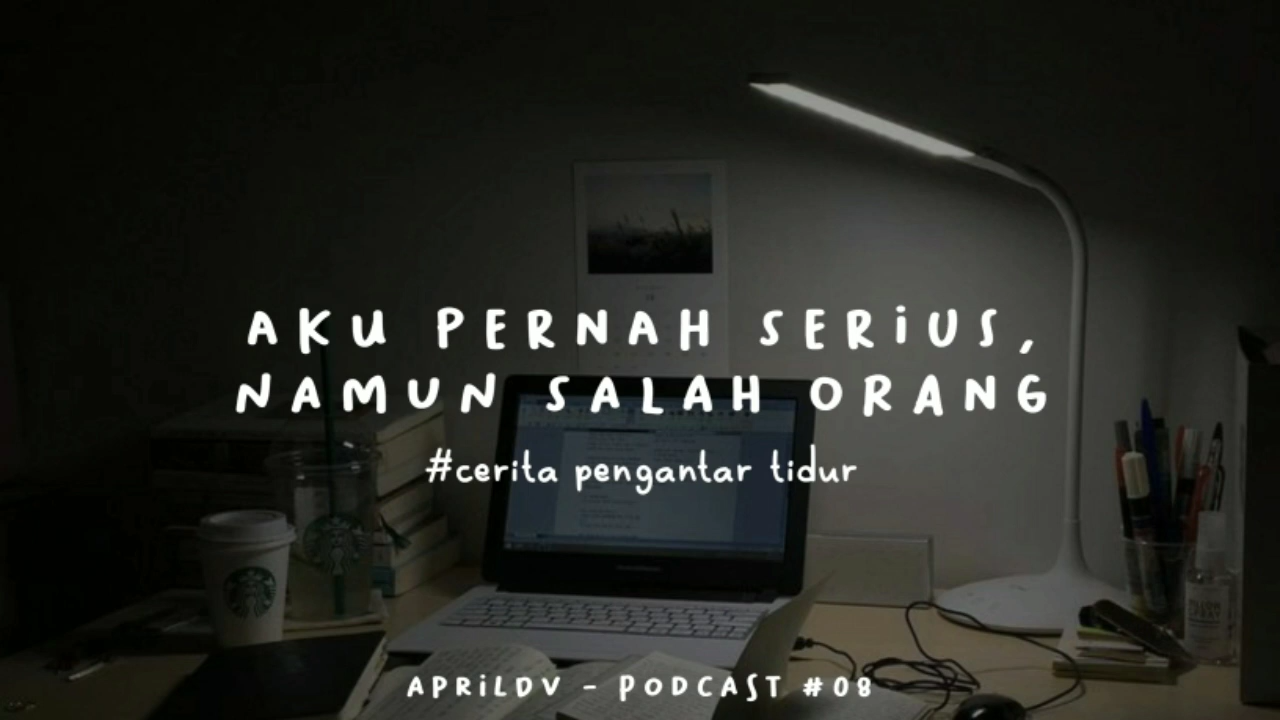 AKU PERNAH SERiUS,
NAMUN SALAH ORANG
#cerita pengantar tidur
APRiLDV - PODCAST #08